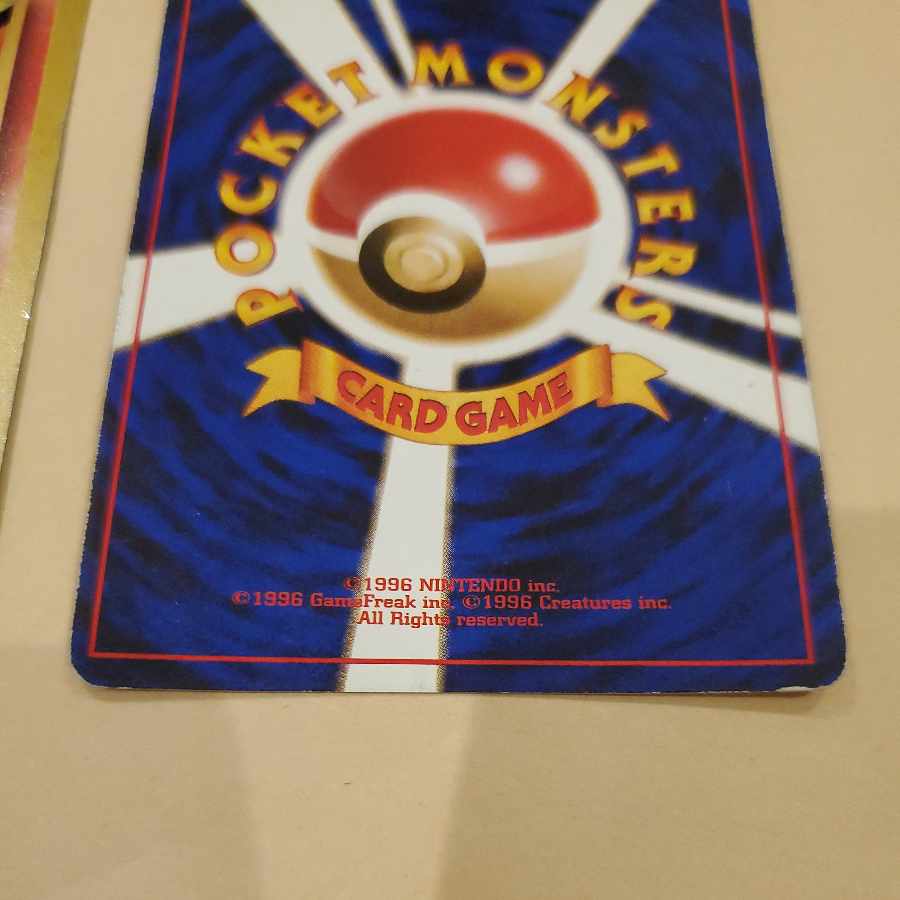 POCKET MONSTERS
CARD GAME
©1996 NINTENDO inc.
©1996 GameFreak inc. ©1996 Creatures inc.
All Rights reserved.